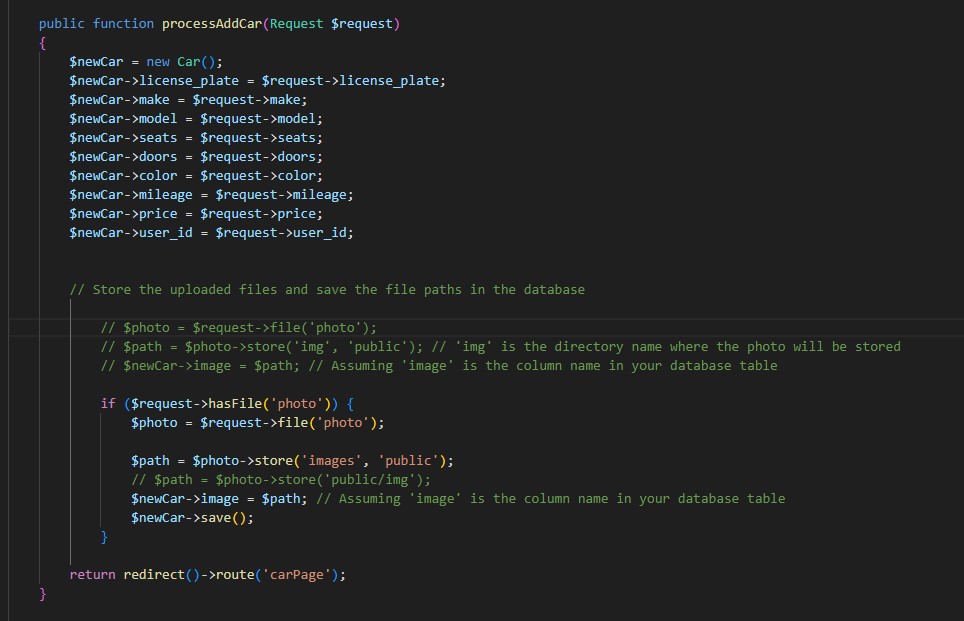 public function processAddCar(Request $request)
{
$newCar = new Car();
$newCar->license_plate = $request->license_plate;
$newCar->make = $request->make;
$newCar->model = $request->model;
$newCar->seats = $request->seats;
$newCar->doors = $request->doors;
$newCar->color = $request->color;
$newCar->mileage = $request->mileage;
$newCar->price = $request->price;
$newCar->user_id = $request->user_id;
// Store the uploaded files and save the file paths in the database
// $photo = $request->file('photo');
// $path = $photo->store('img', 'public'); // 'img' is the directory name where the photo will be stored
// $newCar->image = $path; // Assuming 'image' is the column name in your database table
if ($request->hasFile('photo')) {
$photo = $request->file('photo');
$path = $photo->store('images', 'public');
// $path = $photo->store('public/img');
$newCar->image = $path; // Assuming 'image' is the column name in your database table
$newCar->save();
}
return redirect()->route('carPage');
}